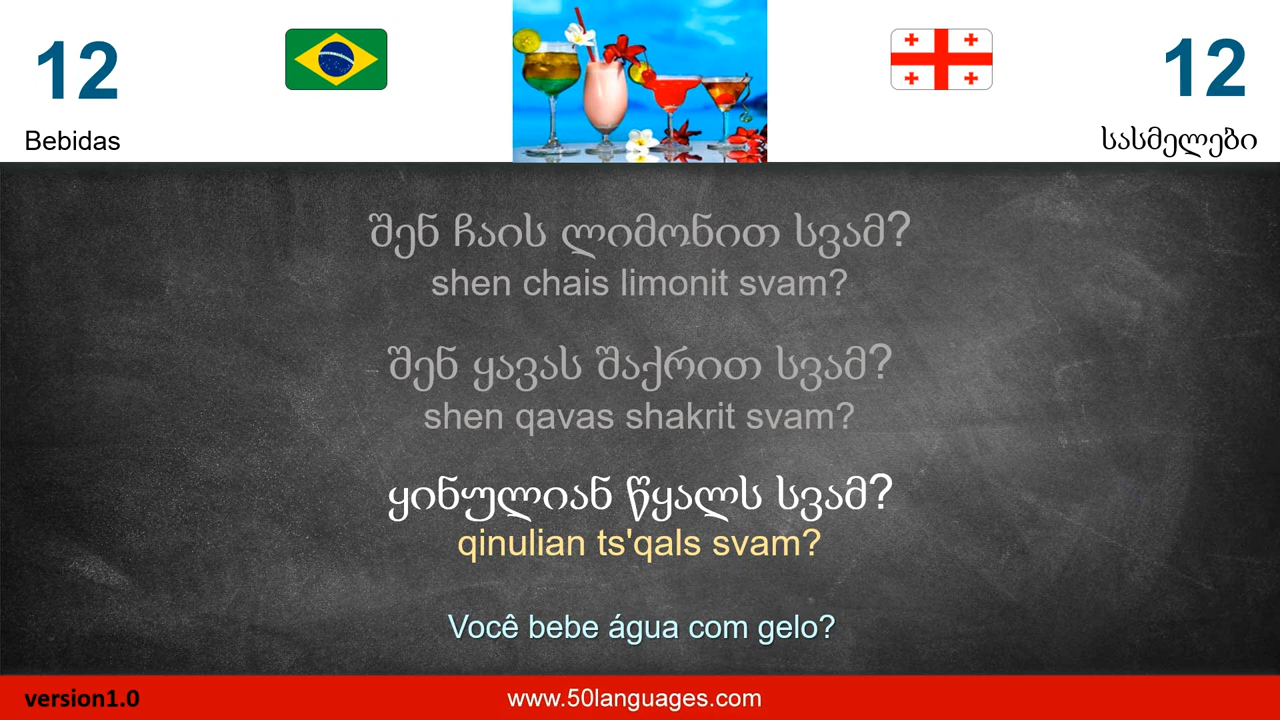 12
12
Bebidas
სასმელები
შენ ჩაის ლიმონით სვამ?
shen chais limonit svam?
შენ ყავას შაქრით სვამ?
shen qavas shakrit svam?
ყინულიან წყალს სვამ?
qinulian ts'qals svam?
Você bebe água com gelo?
version1.0
www.50languages.com